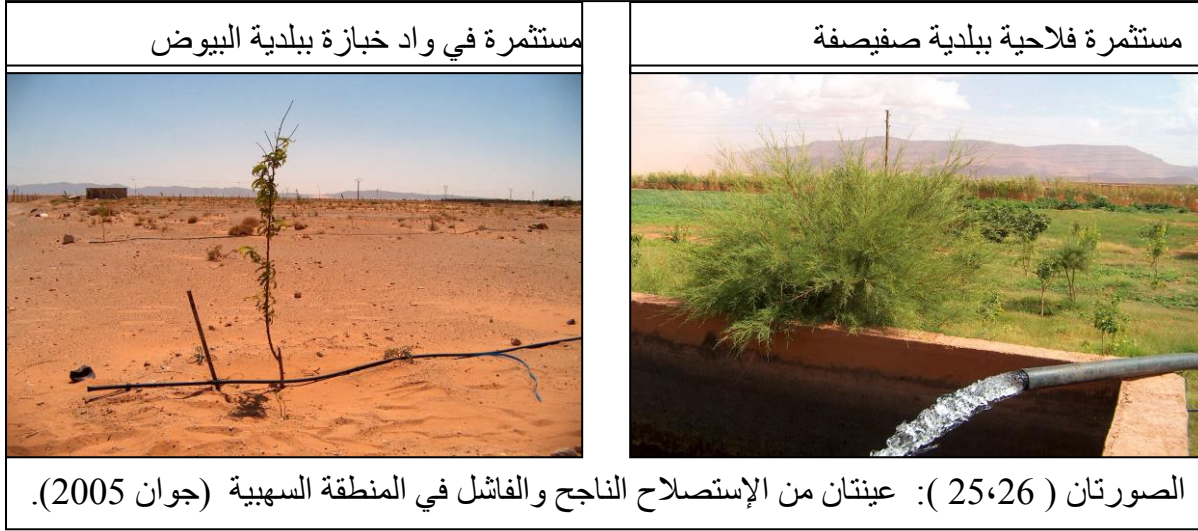 مستثمرة فلاحية ببلدية صفيصفة
مستثمرة في واد خبازة ببلدية البيوض
الصورتان ( 25،26 ): عينتان من الإستصلاح الناجح والفاشل في المنطقة السهبية (جوان 2005).